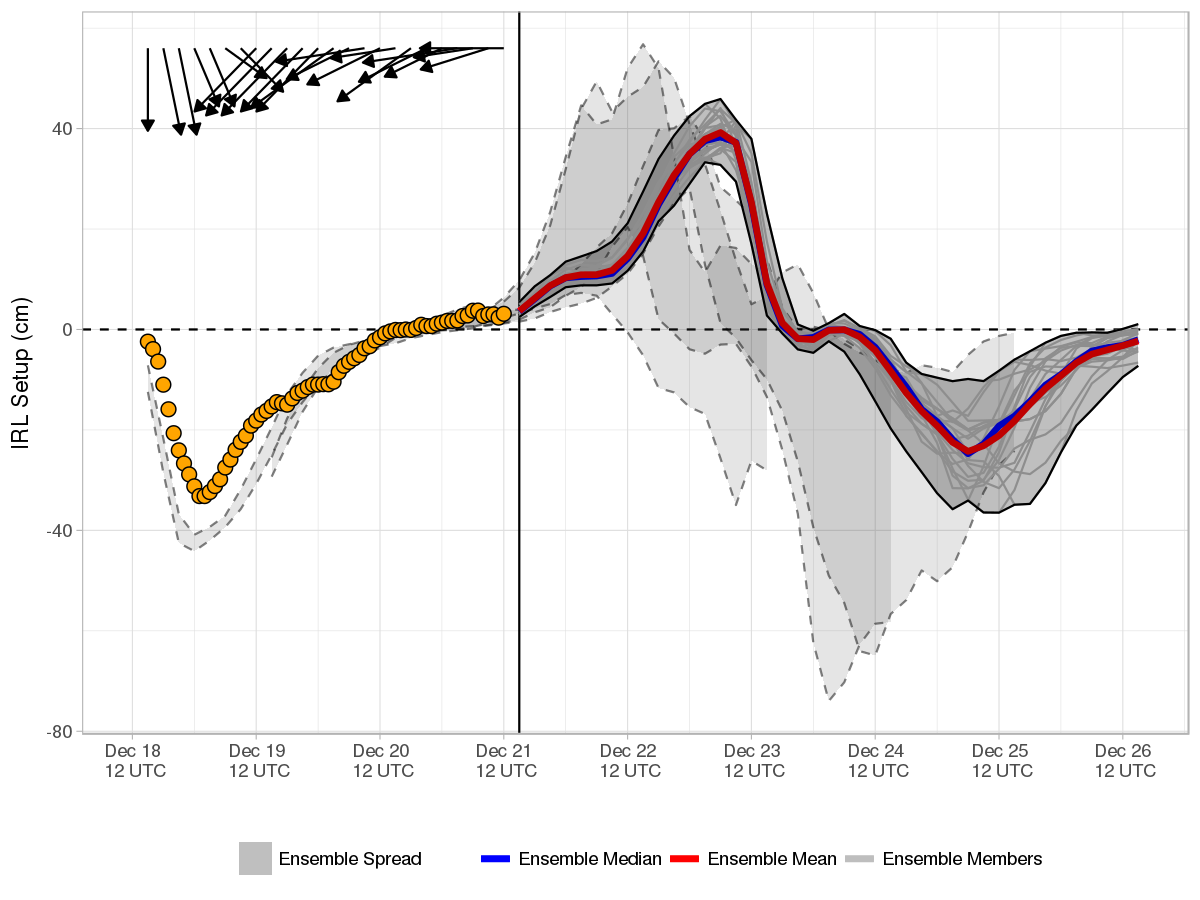 IRL Setup (cm)
40
0
-40
-80
Dec 18 Dec 19 Dec 20 Dec 21 Dec 22 Dec 23 Dec 24 Dec 25 Dec 26
12 UTC 12 UTC 12 UTC 12 UTC 12 UTC 12 UTC 12 UTC 12 UTC 12 UTC
Ensemble Spread Ensemble Median Ensemble Mean Ensemble Members